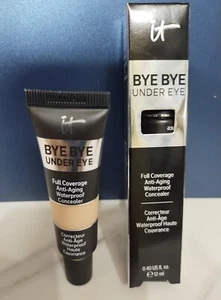 BYE BYE
UNDER EYE
Full Coverage
Anti-Aging
Waterproof
Concealer
Correcteur
Anti-Âge
Waterproof
Haute
Couvrance
it
BYE BYE
UNDER EYE
Full Coverage
Anti-Aging
Waterproof
Concealer
Correcteur
Anti-Âge
Waterproof Haute
Couvrance
0.40 US fl. oz.
℮ 12 ml